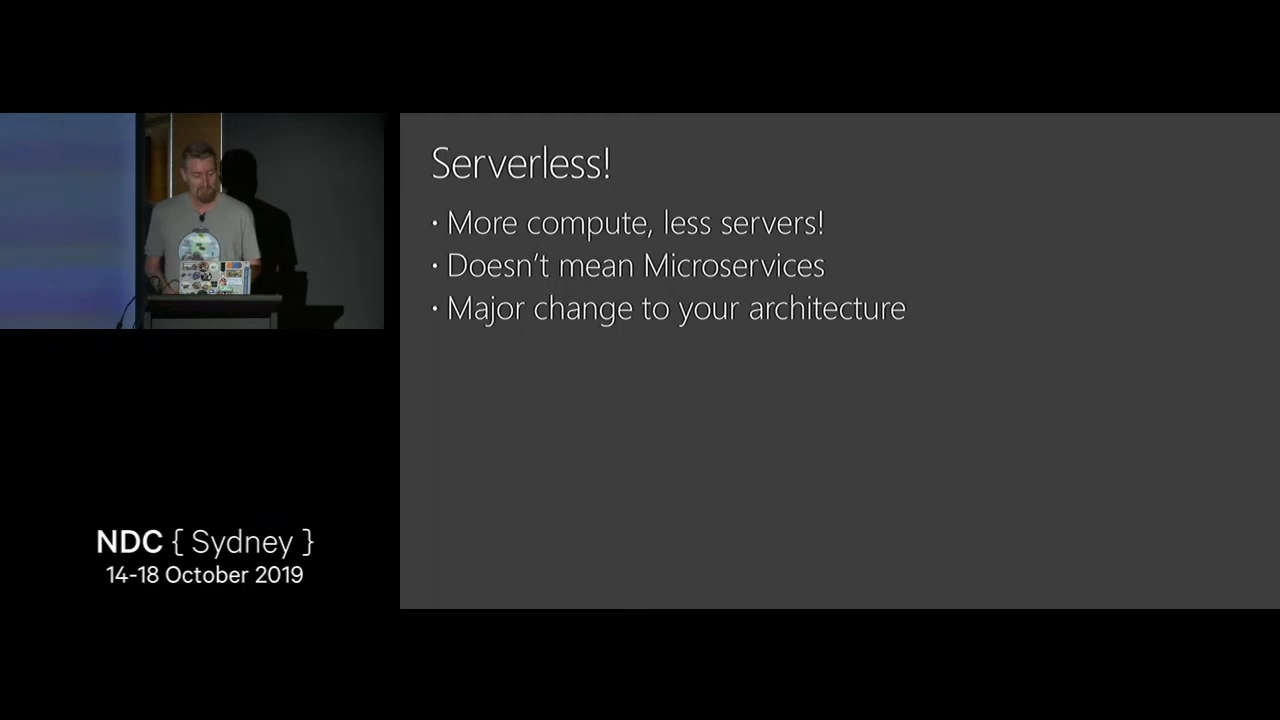 Serverless!
· More compute, less servers!
· Doesn't mean Microservices
· Major change to your architecture
NDC { Sydney }
14-18 October 2019